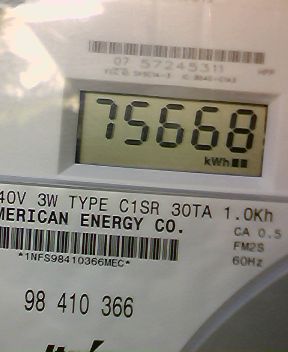 07 57245311
HPP
75668
kWh
40V 3W TYPE C1SR 30TA 1.0Kh
MERICAN ENERGY CO.
CA 0.5
FM2S
60Hz
*1NFS98410366MEC*
98 410 366